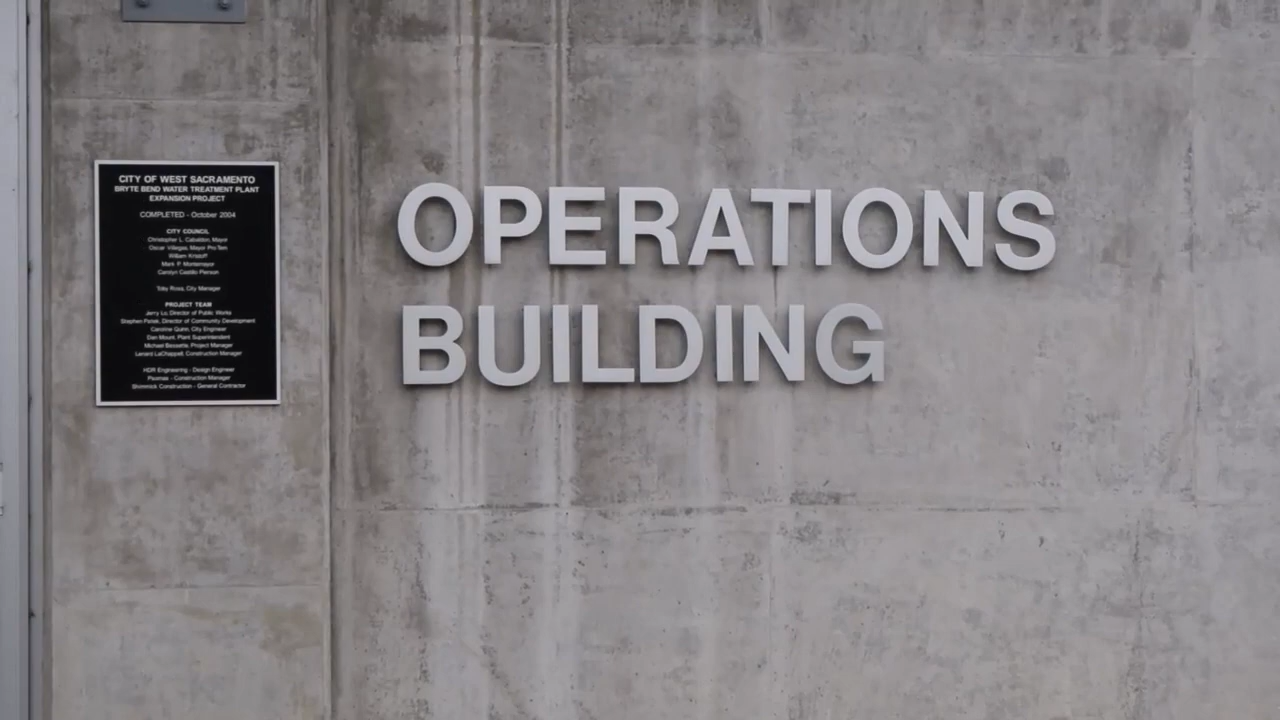 CITY OF WEST SACRAMENTO
BRYTE BEND WATER TREATMENT PLANT
EXPANSION PROJECT
COMPLETED - October 2004
CITY COUNCIL
Christopher L. Cabaldon, Mayor
Oscar Villegas, Mayor Pro Tem
William Kristoff
Mark P. Montemayor
Carolyn Castillo Pierson
Toby Ross, City Manager
PROJECT TEAM
Jerry Lo, Director of Public Works
Stephen Patek, Director of Community Development
Caroline Quinn, City Engineer
Dan Mount, Plant Superintendent
Michael Bessette, Project Manager
Lenard LaChappell, Construction Manager
HDR Engineering - Design Engineer
Psomas - Construction Manager
Shimmick Construction - General Contractor
OPERATIONS
BUILDING